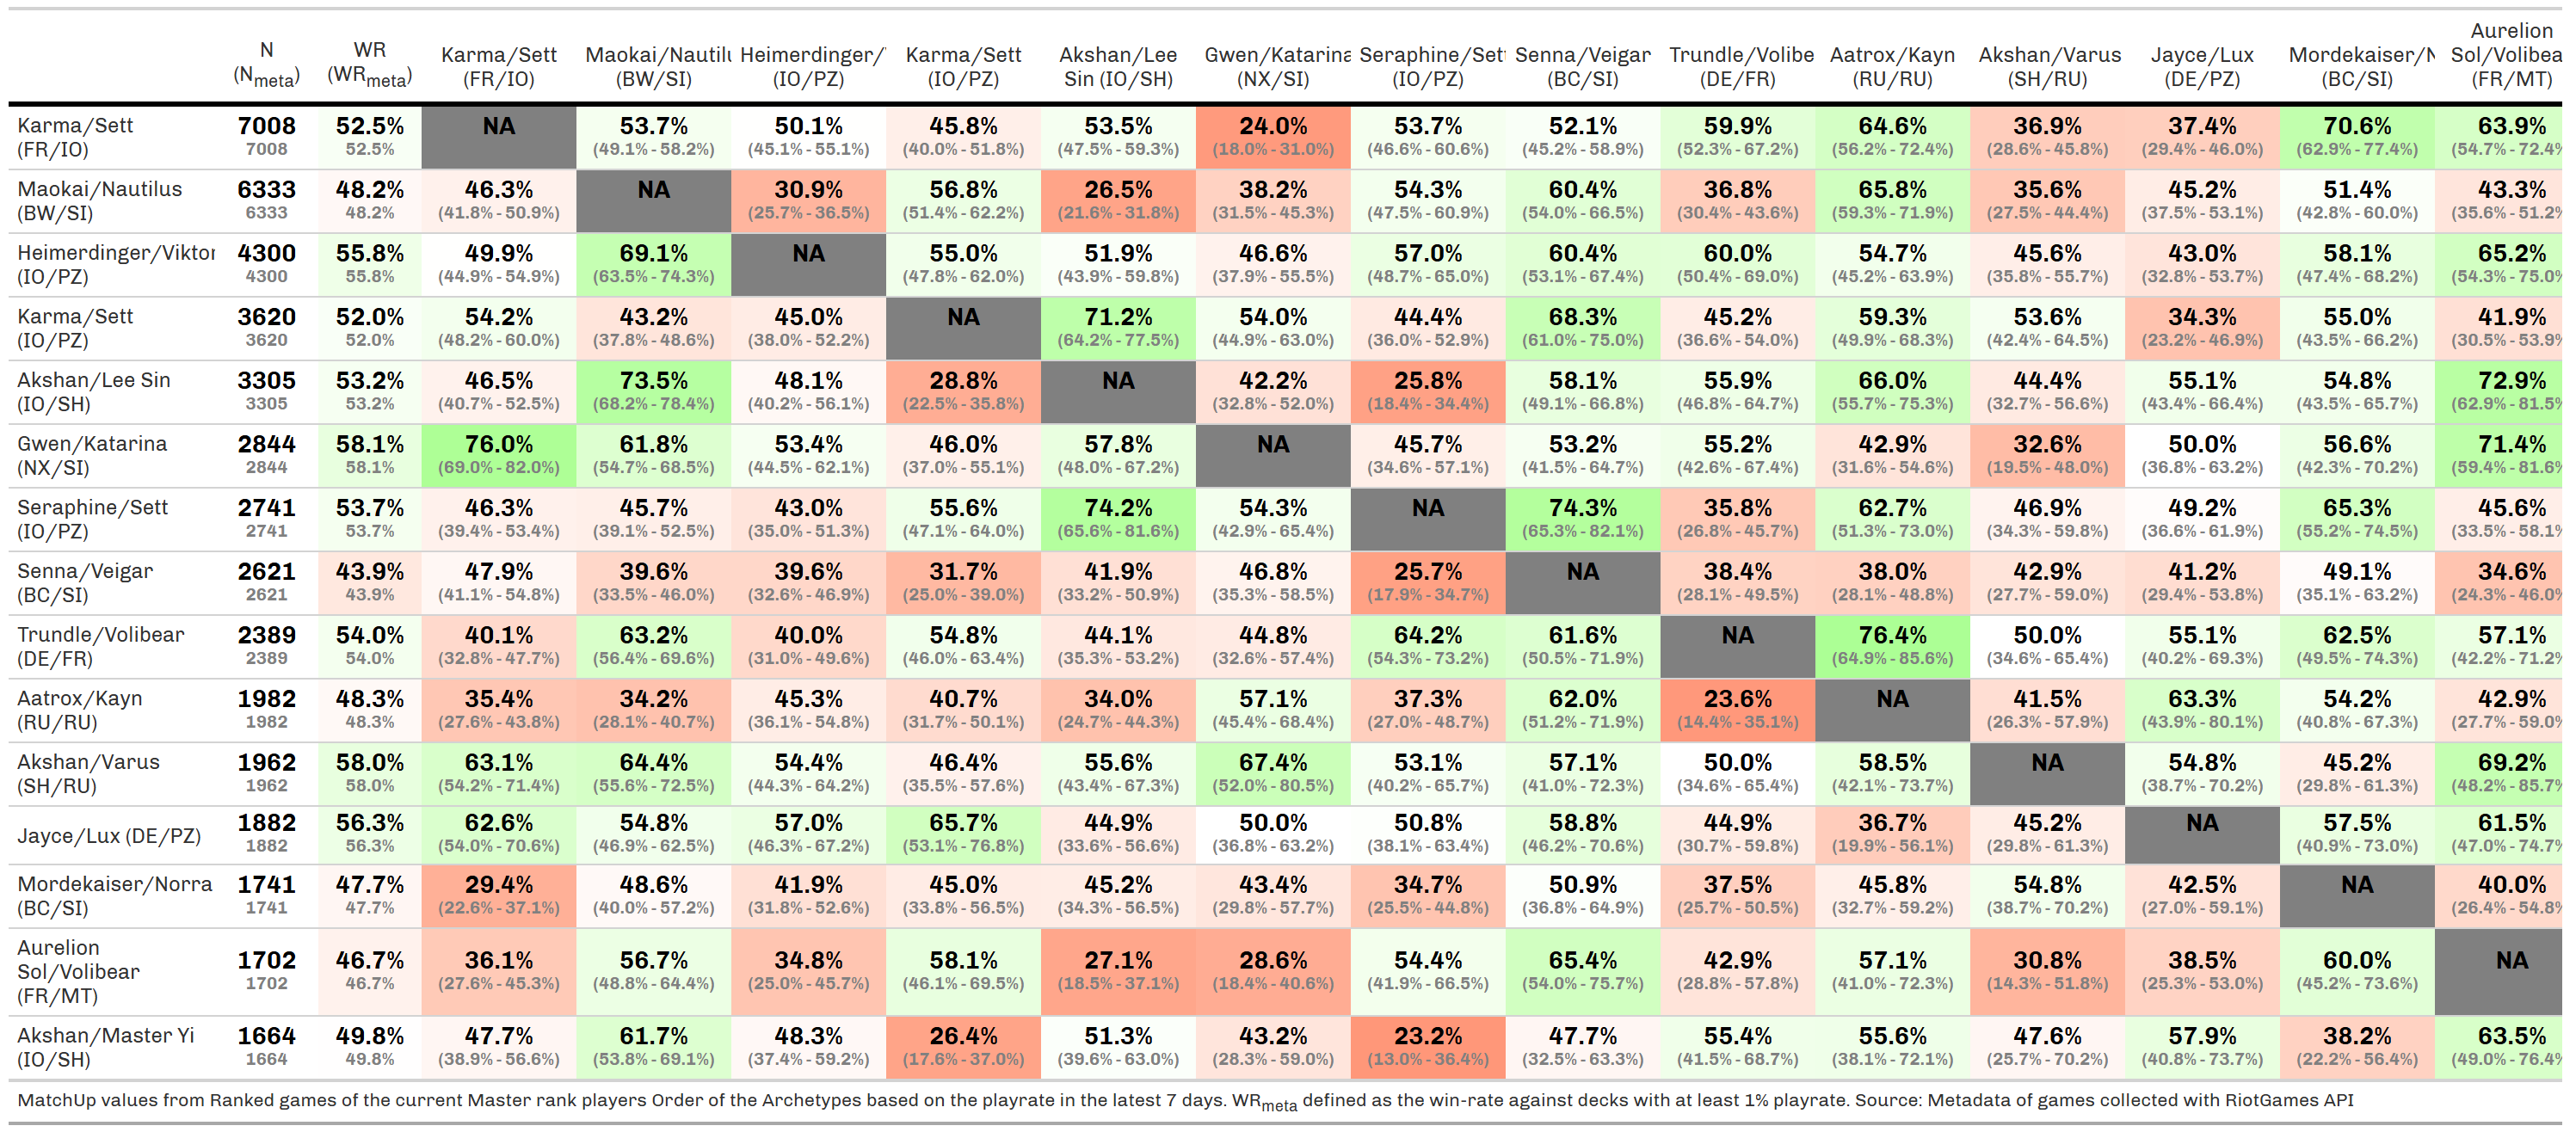 N (Nmeta) WR (WRmeta) Karma/Sett (FR/IO) Maokai/Nautilu (BW/SI) Heimerdinger/ (IO/PZ) Karma/Sett (IO/PZ) Akshan/Lee Sin (IO/SH) Gwen/Katarina (NX/SI) Seraphine/Sett (IO/PZ) Senna/Veigar (BC/SI) Trundle/Volibe (DE/FR) Aatrox/Kayn (RU/RU) Akshan/Varus (SH/RU) Jayce/Lux (DE/PZ) Mordekaiser/N (BC/SI) Aurelion Sol/Volibea (FR/MT)
Karma/Sett 7008 52.5% NA 53.7% 50.1% 45.8% 53.5% 24.0% 53.7% 52.1% 59.9% 64.6% 36.9% 37.4% 70.6% 63.9%
(FR/IO) 7008 52.5% (49.1% - 58.2%) (45.1% - 55.1%) (40.0% - 51.8%) (47.5% - 59.3%) (18.0% - 31.0%) (46.6% - 60.6%) (45.2% - 58.9%) (52.3% - 67.2%) (56.2% - 72.4%) (28.6% - 45.8%) (29.4% - 46.0%) (62.9% - 77.4%) (54.7% - 72.4%
Maokai/Nautilus 6333 48.2% 46.3% NA 30.9% 56.8% 26.5% 38.2% 54.3% 60.4% 36.8% 65.8% 35.6% 45.2% 51.4% 43.3%
(BW/SI) 6333 48.2% (41.8% - 50.9%) (25.7% - 36.5%) (51.4% - 62.2%) (21.6% - 31.8%) (31.5% - 45.3%) (47.5% - 60.9%) (54.0% - 66.5%) (30.4% - 43.6%) (59.3% - 71.9%) (27.5% - 44.4%) (37.5% - 53.1%) (42.8% - 60.0%) (35.6% - 51.2%
Heimerdinger/Viktor 4300 55.8% 49.9% 69.1% NA 55.0% 51.9% 46.6% 57.0% 60.4% 60.0% 54.7% 45.6% 43.0% 58.1% 65.2%
(IO/PZ) 4300 55.8% (44.9% - 54.9%) (63.5% - 74.3%) (47.8% - 62.0%) (43.9% - 59.8%) (37.9% - 55.5%) (48.7% - 65.0%) (53.1% - 67.4%) (50.4% - 69.0%) (45.2% - 63.9%) (35.8% - 55.7%) (32.8% - 53.7%) (47.4% - 68.2%) (54.3% - 75.0%
Karma/Sett 3620 52.0% 54.2% 43.2% 45.0% NA 71.2% 54.0% 44.4% 68.3% 45.2% 59.3% 53.6% 34.3% 55.0% 41.9%
(IO/PZ) 3620 52.0% (48.2% - 60.0%) (37.8% - 48.6%) (38.0% - 52.2%) (64.2% - 77.5%) (44.9% - 63.0%) (36.0% - 52.9%) (61.0% - 75.0%) (36.6% - 54.0%) (49.9% - 68.3%) (42.4% - 64.5%) (23.2% - 46.9%) (43.5% - 66.2%) (30.5% - 53.9%
Akshan/Lee Sin 3305 53.2% 46.5% 73.5% 48.1% 28.8% NA 42.2% 25.8% 58.1% 55.9% 66.0% 44.4% 55.1% 54.8% 72.9%
(IO/SH) 3305 53.2% (40.7% - 52.5%) (68.2% - 78.4%) (40.2% - 56.1%) (22.5% - 35.8%) (32.8% - 52.0%) (18.4% - 34.4%) (49.1% - 66.8%) (46.8% - 64.7%) (55.7% - 75.3%) (32.7% - 56.6%) (43.4% - 66.4%) (43.5% - 65.7%) (62.9% - 81.5%
Gwen/Katarina 2844 58.1% 76.0% 61.8% 53.4% 46.0% 57.8% NA 45.7% 53.2% 55.2% 42.9% 32.6% 50.0% 56.6% 71.4%
(NX/SI) 2844 58.1% (69.0% - 82.0%) (54.7% - 68.5%) (44.5% - 62.1%) (37.0% - 55.1%) (48.0% - 67.2%) (34.6% - 57.1%) (41.5% - 64.7%) (42.6% - 67.4%) (31.6% - 54.6%) (19.5% - 48.0%) (36.8% - 63.2%) (42.3% - 70.2%) (59.4% - 81.6%
Seraphine/Sett 2741 53.7% 46.3% 45.7% 43.0% 55.6% 74.2% 54.3% NA 74.3% 35.8% 62.7% 46.9% 49.2% 65.3% 45.6%
(IO/PZ) 2741 53.7% (39.4% - 53.4%) (39.1% - 52.5%) (35.0% - 51.3%) (47.1% - 64.0%) (65.6% - 81.6%) (42.9% - 65.4%) (65.3% - 82.1%) (26.8% - 45.7%) (51.3% - 73.0%) (34.3% - 59.8%) (36.6% - 61.9%) (55.2% - 74.5%) (33.5% - 58.1%
Senna/Veigar 2621 43.9% 47.9% 39.6% 39.6% 31.7% 41.9% 46.8% 25.7% NA 38.4% 38.0% 42.9% 41.2% 49.1% 34.6%
(BC/SI) 2621 43.9% (41.1% - 54.8%) (33.5% - 46.0%) (32.6% - 46.9%) (25.0% - 39.0%) (33.2% - 50.9%) (35.3% - 58.5%) (17.9% - 34.7%) (28.1% - 49.5%) (28.1% - 48.8%) (27.7% - 59.0%) (29.4% - 53.8%) (35.1% - 63.2%) (24.3% - 46.0%
Trundle/Volibear 2389 54.0% 40.1% 63.2% 40.0% 54.8% 44.1% 44.8% 64.2% 61.6% NA 76.4% 50.0% 55.1% 62.5% 57.1%
(DE/FR) 2389 54.0% (32.8% - 47.7%) (56.4% - 69.6%) (31.0% - 49.6%) (46.0% - 63.4%) (35.3% - 53.2%) (32.6% - 57.4%) (54.3% - 73.2%) (50.5% - 71.9%) (64.9% - 85.6%) (34.6% - 65.4%) (40.2% - 69.3%) (49.5% - 74.3%) (42.2% - 71.2%
Aatrox/Kayn 1982 48.3% 35.4% 34.2% 45.3% 40.7% 34.0% 57.1% 37.3% 62.0% 23.6% NA 41.5% 63.3% 54.2% 42.9%
(RU/RU) 1982 48.3% (27.6% - 43.8%) (28.1% - 40.7%) (36.1% - 54.8%) (31.7% - 50.1%) (24.7% - 44.3%) (45.4% - 68.4%) (27.0% - 48.7%) (51.2% - 71.9%) (14.4% - 35.1%) (26.3% - 57.9%) (43.9% - 80.1%) (40.8% - 67.3%) (27.7% - 59.0%
Akshan/Varus 1962 58.0% 63.1% 64.4% 54.4% 46.4% 55.6% 67.4% 53.1% 57.1% 50.0% 58.5% NA 54.8% 45.2% 69.2%
(SH/RU) 1962 58.0% (54.2% - 71.4%) (55.6% - 72.5%) (44.3% - 64.2%) (35.5% - 57.6%) (43.4% - 67.3%) (52.0% - 80.5%) (40.2% - 65.7%) (41.0% - 72.3%) (34.6% - 65.4%) (42.1% - 73.7%) (38.7% - 70.2%) (29.8% - 61.3%) (48.2% - 85.7%
Jayce/Lux (DE/PZ) 1882 56.3% 62.6% 54.8% 57.0% 65.7% 44.9% 50.0% 50.8% 58.8% 44.9% 36.7% 45.2% NA 57.5% 61.5%
1882 56.3% (54.0% - 70.6%) (46.9% - 62.5%) (46.3% - 67.2%) (53.1% - 76.8%) (33.6% - 56.6%) (36.8% - 63.2%) (38.1% - 63.4%) (46.2% - 70.6%) (30.7% - 59.8%) (19.9% - 56.1%) (29.8% - 61.3%) (40.9% - 73.0%) (47.0% - 74.7%
Mordekaiser/Norra 1741 47.7% 29.4% 48.6% 41.9% 45.0% 45.2% 43.4% 34.7% 50.9% 37.5% 45.8% 54.8% 42.5% NA 40.0%
(BC/SI) 1741 47.7% (22.6% - 37.1%) (40.0% - 57.2%) (31.8% - 52.6%) (33.8% - 56.5%) (34.3% - 56.5%) (29.8% - 57.7%) (25.5% - 44.8%) (36.8% - 64.9%) (25.7% - 50.5%) (32.7% - 59.2%) (38.7% - 70.2%) (27.0% - 59.1%) (26.4% - 54.8%
Aurelion
Sol/Volibear 1702 46.7% 36.1% 56.7% 34.8% 58.1% 27.1% 28.6% 54.4% 65.4% 42.9% 57.1% 30.8% 38.5% 60.0% NA
(FR/MT) 1702 46.7% (27.6% - 45.3%) (48.8% - 64.4%) (25.0% - 45.7%) (46.1% - 69.5%) (18.5% - 37.1%) (18.4% - 40.6%) (41.9% - 66.5%) (54.0% - 75.7%) (28.8% - 57.8%) (41.0% - 72.3%) (14.3% - 51.8%) (25.3% - 53.0%) (45.2% - 73.6%)
Akshan/Master Yi 1664 49.8% 47.7% 61.7% 48.3% 26.4% 51.3% 43.2% 23.2% 47.7% 55.4% 55.6% 47.6% 57.9% 38.2% 63.5%
(IO/SH) 1664 49.8% (38.9% - 56.6%) (53.8% - 69.1%) (37.4% - 59.2%) (17.6% - 37.0%) (39.6% - 63.0%) (28.3% - 59.0%) (13.0% - 36.4%) (32.5% - 63.3%) (41.5% - 68.7%) (38.1% - 72.1%) (25.7% - 70.2%) (40.8% - 73.7%) (22.2% - 56.4%) (49.0% - 76.4%
MatchUp values from Ranked games of the current Master rank players Order of the Archetypes based on the playrate in the latest 7 days. WRmeta defined as the win-rate against decks with at least 1% playrate. Source: Metadata of games collected with RiotGames API